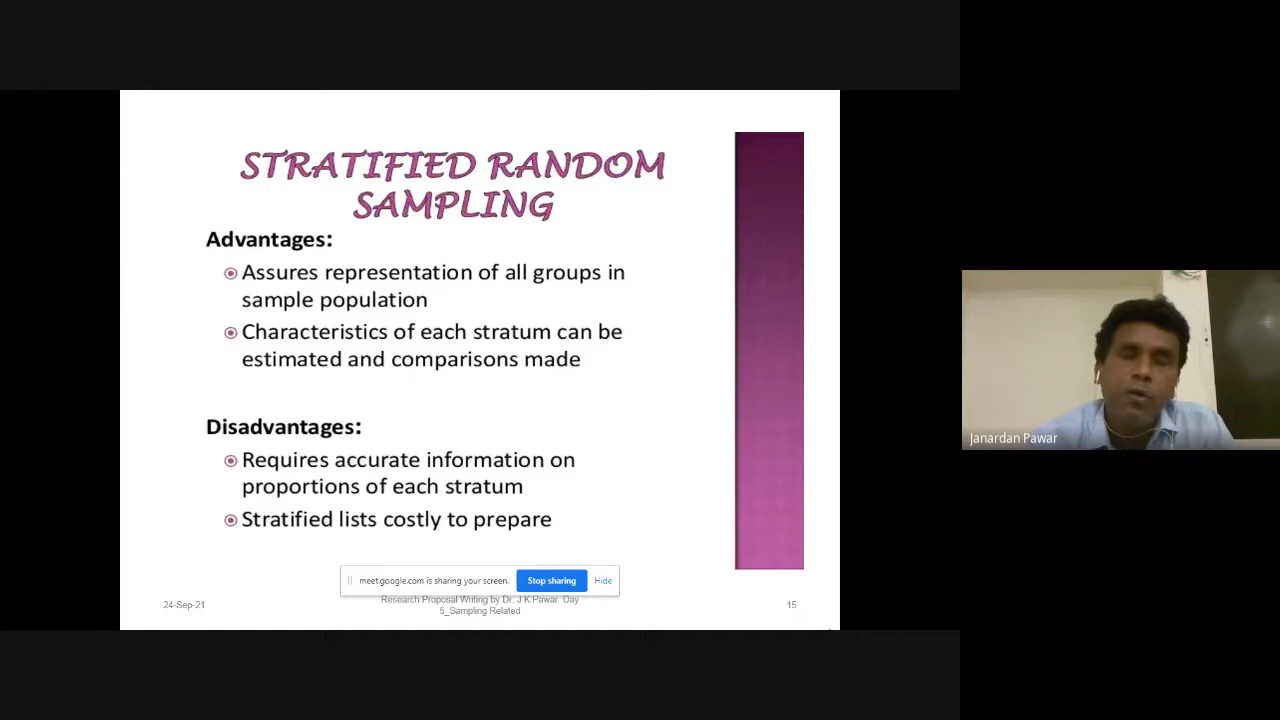 STRATIFIED RANDOM
SAMPLING
Advantages:
Assures representation of all groups in
sample population
Characteristics of each stratum can be
estimated and comparisons made
Disadvantages:
Requires accurate information on
proportions of each stratum
Stratified lists costly to prepare
meet.google.com is sharing your screen. Stop sharing Hide
24-Sep-21
Research Proposal Writing by Dr. J K Pawar Day
5_Sampling Related
15
Janardan Pawar